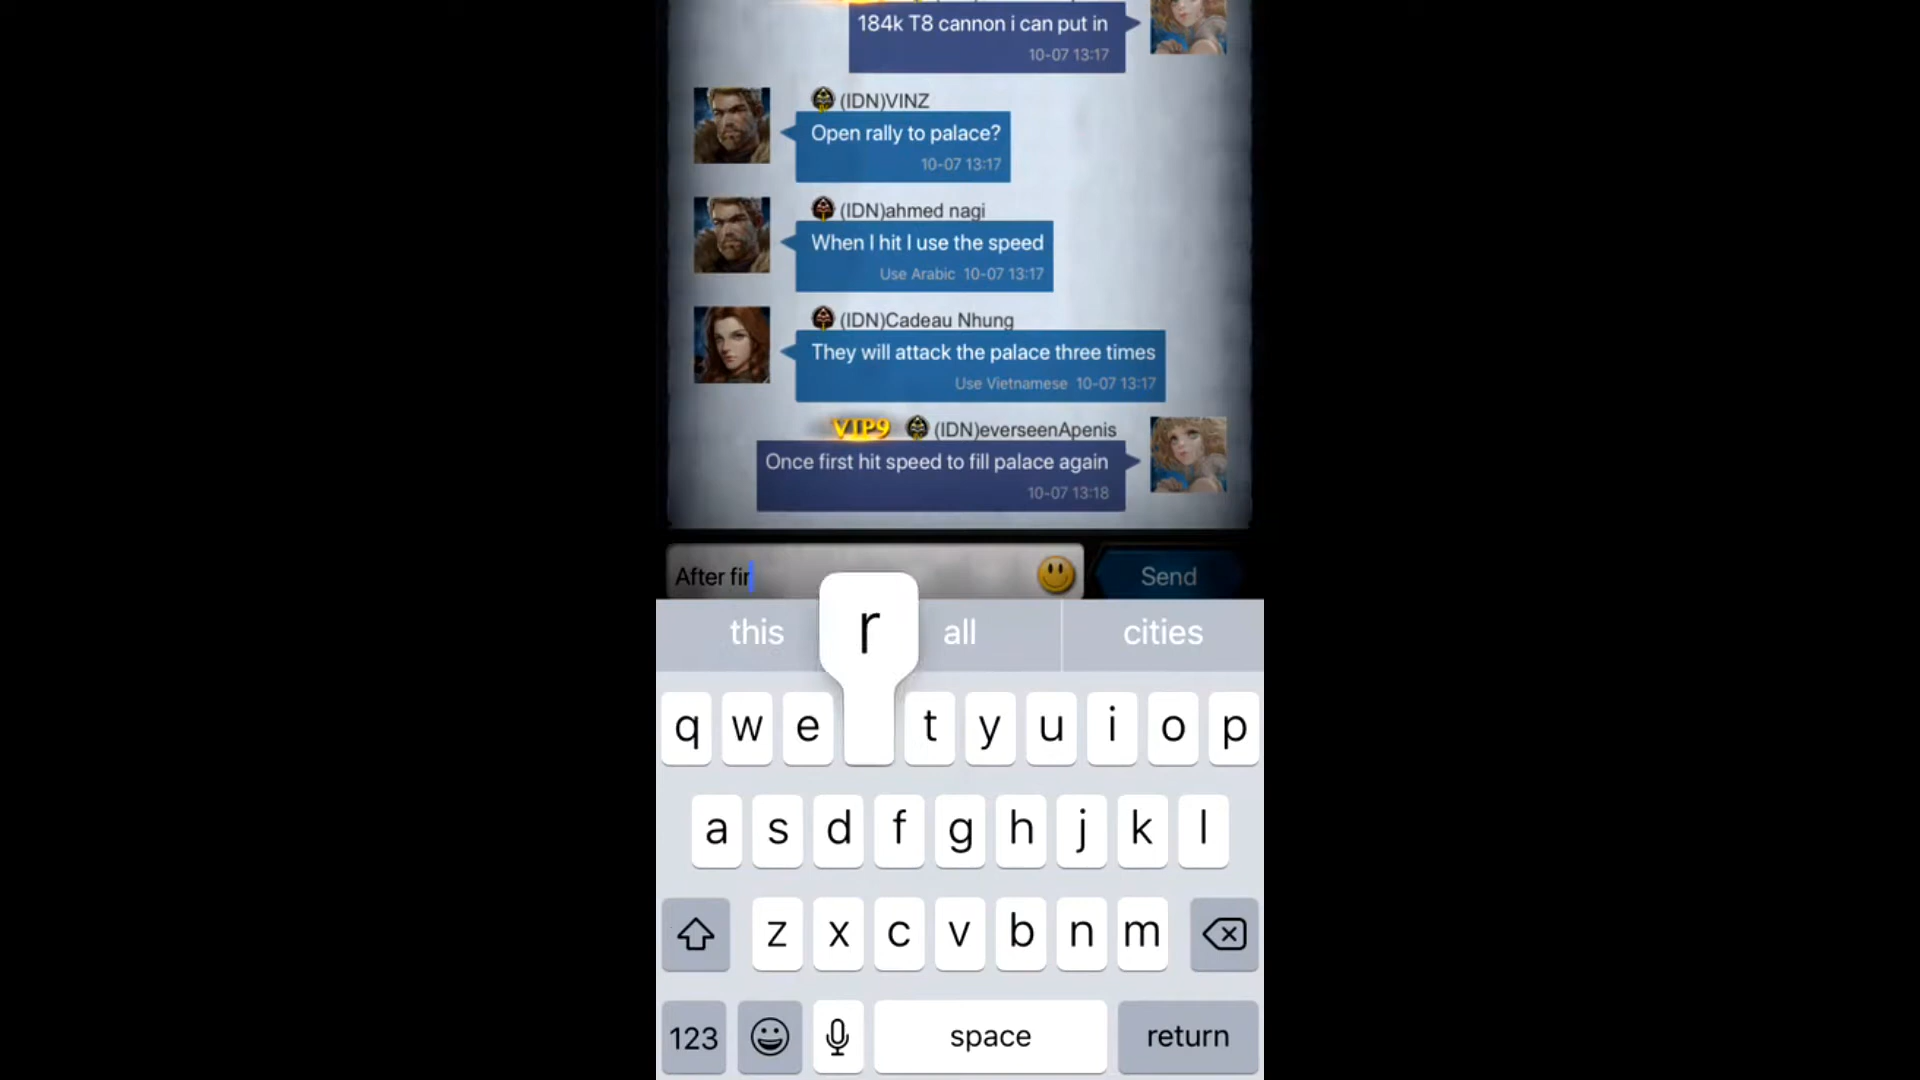 184k T8 cannon i can put in
10-07 13:17
(IDN)VINZ
Open rally to palace?
10-07 13:17
(IDN)ahmed nagi
When I hit I use the speed
Use Arabic 10-07 13:17
(IDN)Cadeau Nhung
They will attack the palace three times
Use Vietnamese 10-07 13:17
VIP9 (IDN)everseenApenis
Once first hit speed to fill palace again
10-07 13:18
After fir
Send
this all cities
r
q w e t y u i o p
a s d f g h j k l
z x c v b n m
123 space return